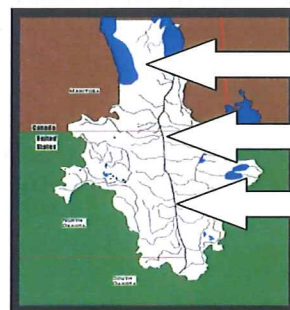 MANITOBA
Canada
United
States
NORTH
DAKOTA
SOUTH
DAKOTA